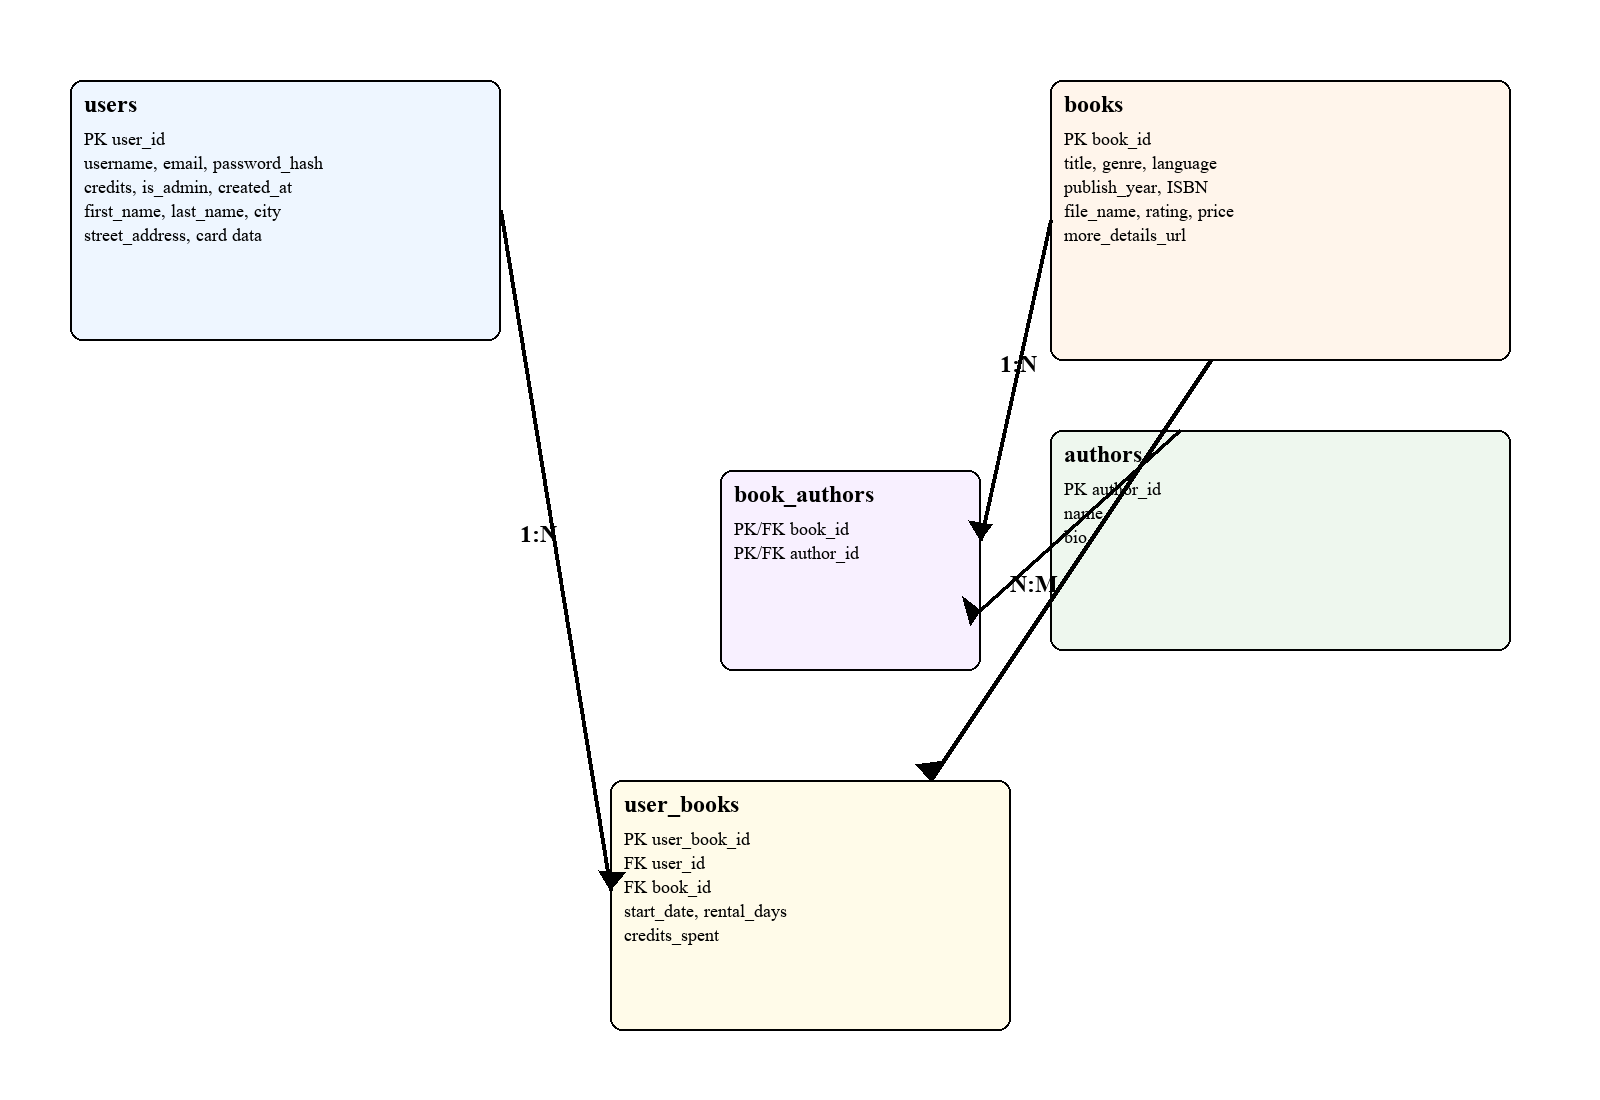 users
PK user_id
username, email, password_hash
credits, is_admin, created_at
first_name, last_name, city
street_address, card data
books
PK book_id
title, genre, language
publish_year, ISBN
file_name, rating, price
more_details_url
1:N
authors
PK author_id
name
bio
book_authors
PK/FK book_id
PK/FK author_id
1:N
N:M
user_books
PK user_book_id
FK user_id
FK book_id
start_date, rental_days
credits_spent